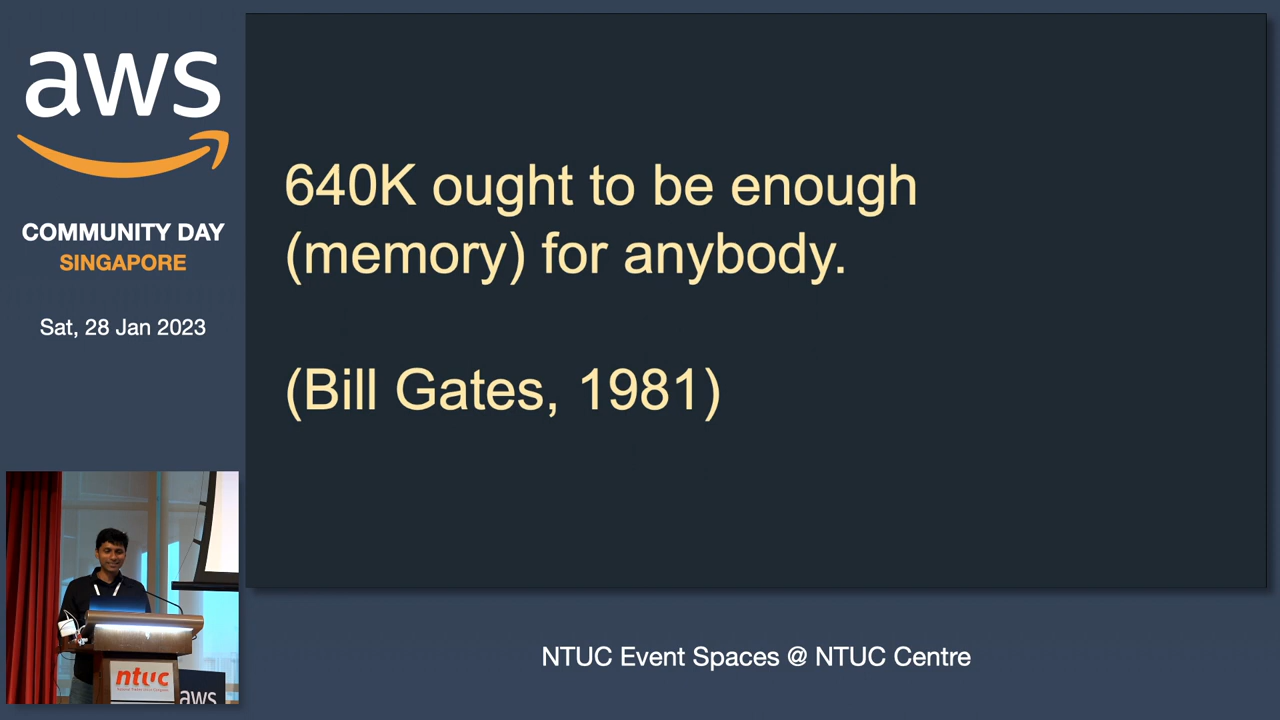 aws
COMMUNITY DAY
SINGAPORE
Sat, 28 Jan 2023
640K ought to be enough
(memory) for anybody.
(Bill Gates, 1981)
ntuc
aws
NTUC Event Spaces @ NTUC Centre